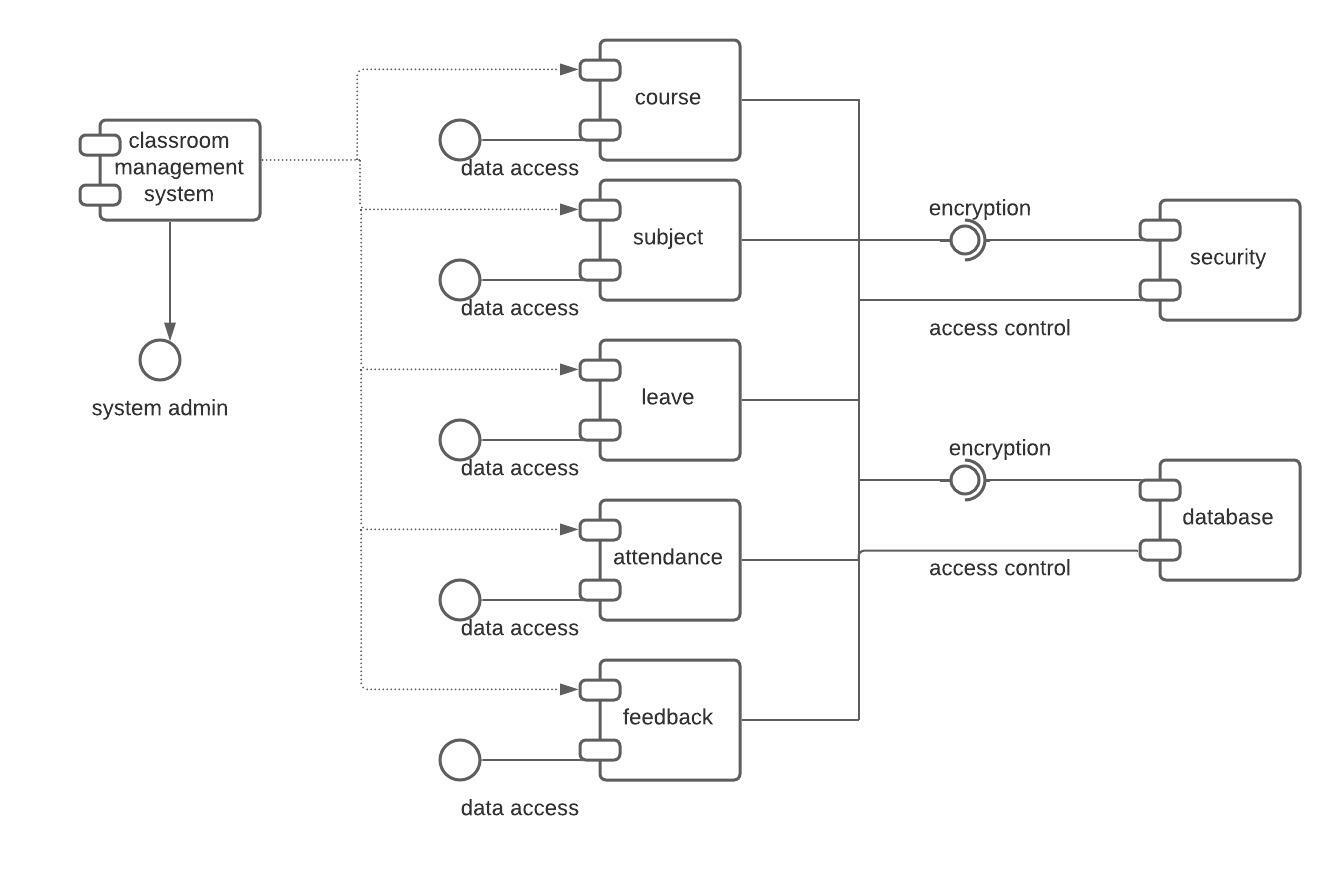 course
classroom
management
system
data access
encryption
subject
security
data access
access control
leave
system admin
encryption
data access
database
attendance
access control
data access
feedback
data access